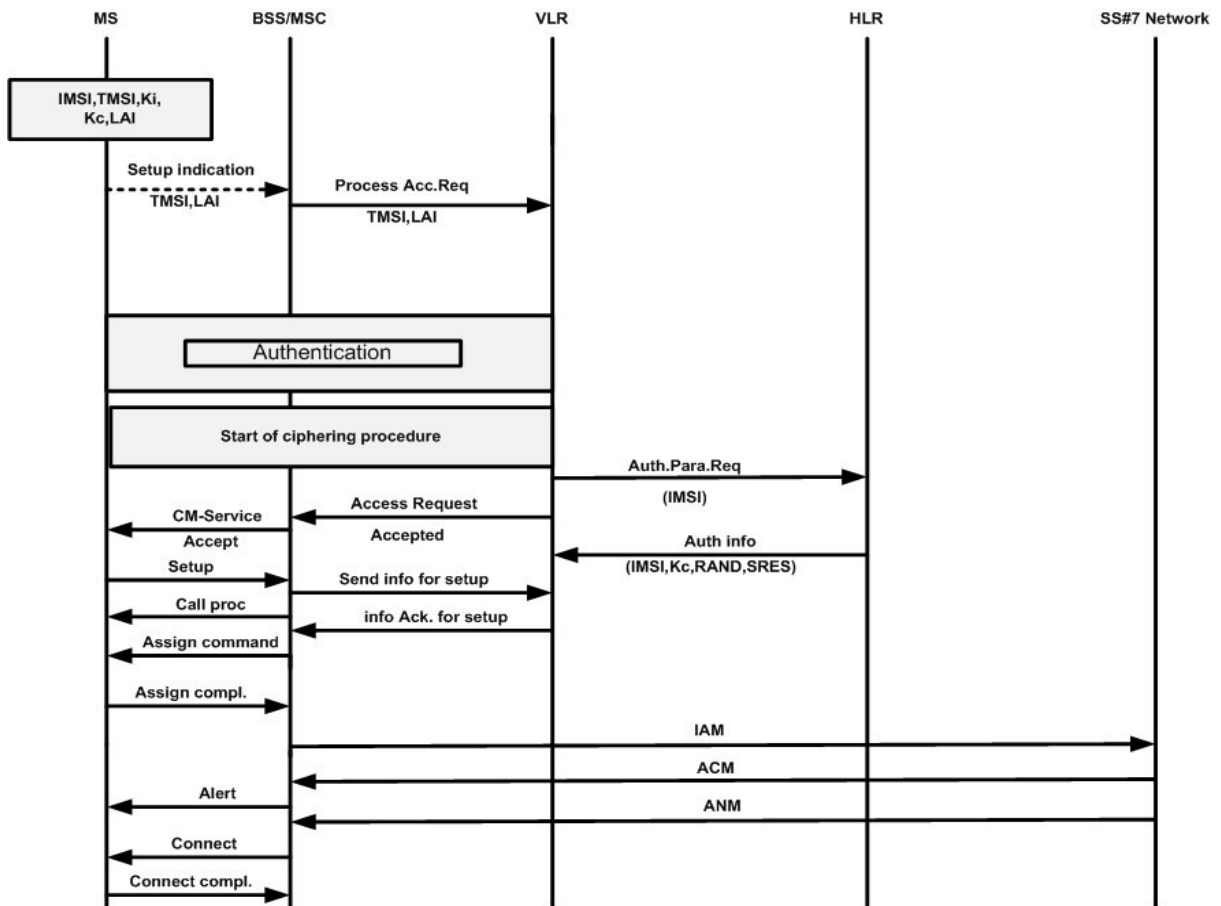 MS
BSS/MSC
VLR
HLR
SS#7 Network
IMSI,TMSI,Ki,
Kc,LAI
Setup indication
TMSI,LAI
Process Acc.Req
TMSI,LAI
Authentication
Start of ciphering procedure
Auth.Para.Req
(IMSI)
Access Request
Accepted
CM-Service
Accept
Auth info
(IMSI,Kc,RAND,SRES)
Setup
Send info for setup
Call proc
info Ack. for setup
Assign command
Assign compl.
IAM
ACM
Alert
ANM
Connect
Connect compl.